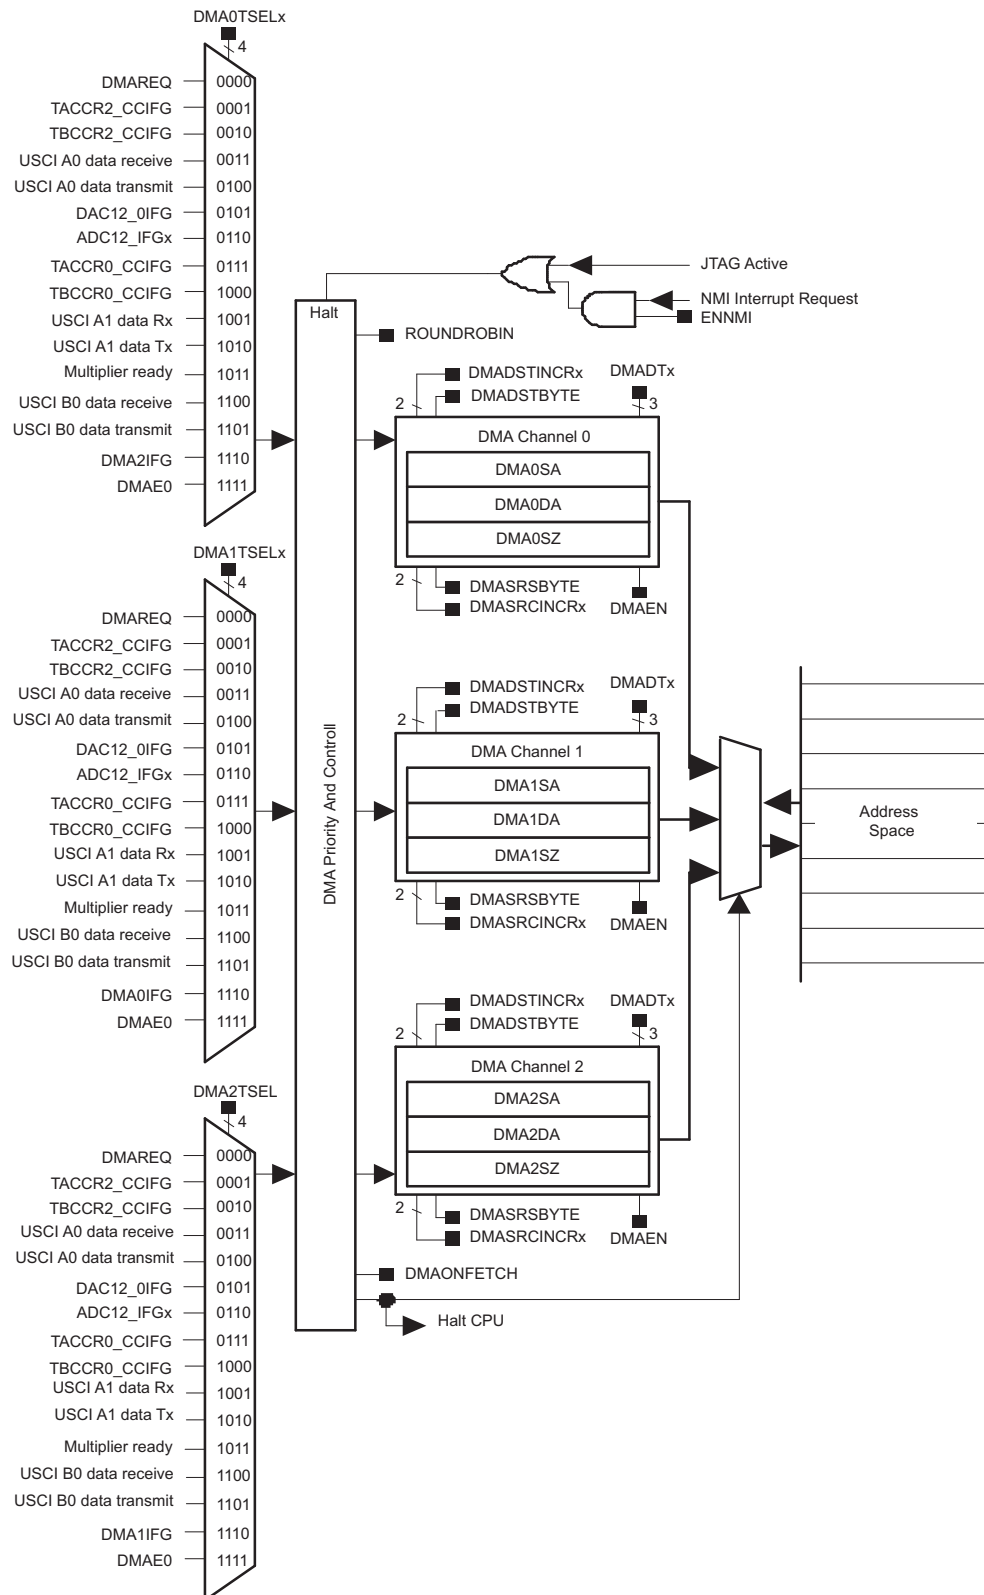 DMA0TSELx
4
DMAREQ 0000
TACCR2_CCIFG 0001
TBCCR2_CCIFG 0010
USCI A0 data receive 0011
USCI A0 data transmit 0100
DAC12_0IFG 0101
ADC12_IFGx 0110
TACCR0_CCIFG 0111
TBCCR0_CCIFG 1000
USCI A1 data Rx 1001
USCI A1 data Tx 1010
Multiplier ready 1011
USCI B0 data receive 1100
USCI B0 data transmit 1101
DMA2IFG 1110
DMAE0 1111
DMA1TSELx
4
DMAREQ 0000
TACCR2_CCIFG 0001
TBCCR2_CCIFG 0010
USCI A0 data receive 0011
USCI A0 data transmit 0100
DAC12_0IFG 0101
ADC12_IFGx 0110
TACCR0_CCIFG 0111
TBCCR0_CCIFG 1000
USCI A1 data Rx 1001
USCI A1 data Tx 1010
Multiplier ready 1011
USCI B0 data receive 1100
USCI B0 data transmit 1101
DMA0IFG 1110
DMAE0 1111
DMA2TSEL
4
DMAREQ 0000
TACCR2_CCIFG 0001
TBCCR2_CCIFG 0010
USCI A0 data receive 0011
USCI A0 data transmit 0100
DAC12_0IFG 0101
ADC12_IFGx 0110
TACCR0_CCIFG 0111
TBCCR0_CCIFG 1000
USCI A1 data Rx 1001
USCI A1 data Tx 1010
Multiplier ready 1011
USCI B0 data receive 1100
USCI B0 data transmit 1101
DMA1IFG 1110
DMAE0 1111
Halt
DMA Priority And Controll
JTAG Active
NMI Interrupt Request
ENNMI
ROUNDROBIN
DMADSTINCRx
DMADTx
2
DMADSTBYTE
3
DMA Channel 0
DMA0SA
DMA0DA
DMA0SZ
2
DMASRSBYTE
DMASRCINCRx
DMAEN
DMADSTINCRx
DMADTx
2
DMADSTBYTE
3
DMA Channel 1
DMA1SA
DMA1DA
DMA1SZ
2
DMASRSBYTE
DMASRCINCRx
DMAEN
DMADSTINCRx
DMADTx
2
DMADSTBYTE
3
DMA Channel 2
DMA2SA
DMA2DA
DMA2SZ
2
DMASRSBYTE
DMASRCINCRx
DMAEN
DMAONFETCH
Halt CPU
Address
Space